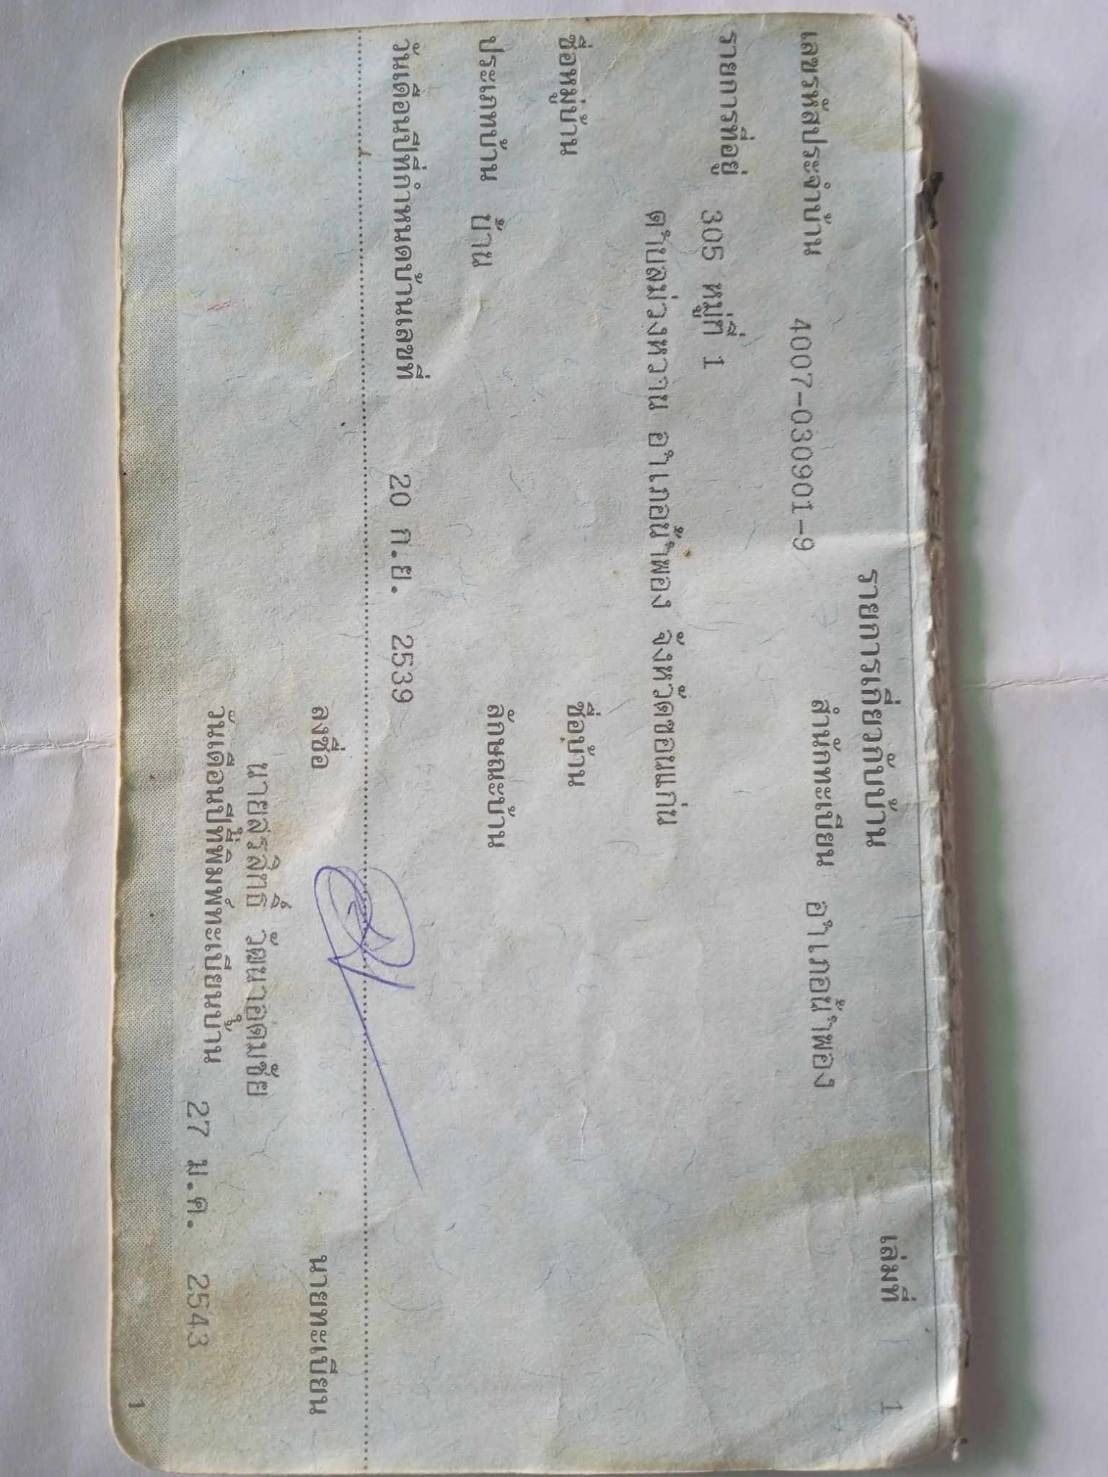 รายการเกี่ยวกับบ้าน เล่มที่ 1
เลขรหัสประจำบ้าน 4007-030901-9 สำนักทะเบียน อำเภอน้ำพอง
รายการที่อยู่ 305 หมู่ที่ 1
ตำบลม่วงหวาน อำเภอน้ำพอง จังหวัดขอนแก่น
ชื่อหมู่บ้าน ชื่อบ้าน
ประเภทบ้าน บ้าน ลักษณะบ้าน
วันเดือนปีที่กำหนดบ้านเลขที่ 20 ก.ย. 2539
ลงชื่อ นายทะเบียน
นายสุรสิทธิ์ วัฒนาอุดมชัย
วันเดือนปีที่พิมพ์ทะเบียนบ้าน 27 ม.ค. 2543
1